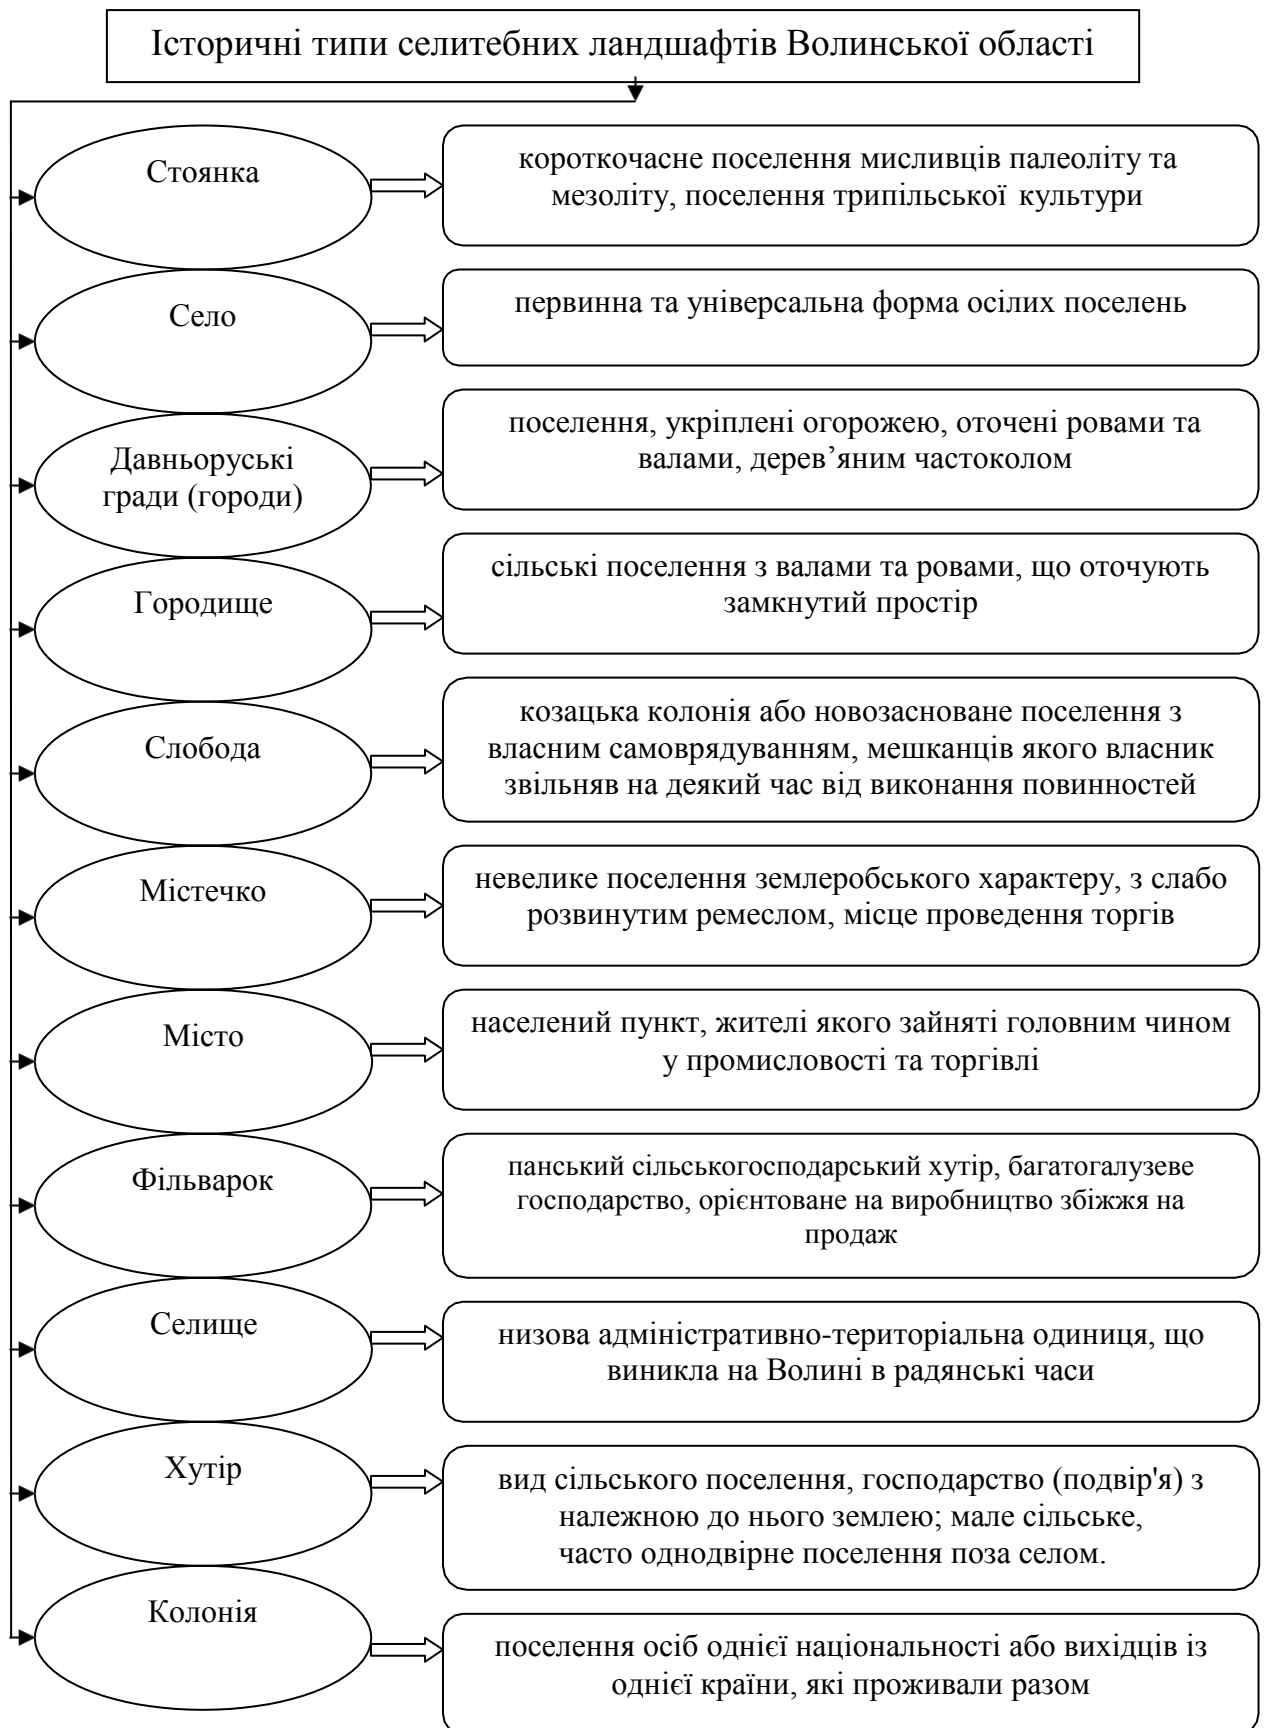 Історичні типи селитебних ландшафтів Волинської області
Стоянка
короткочасне поселення мисливців палеоліту та
мезоліту, поселення трипільської культури
Село
первинна та універсальна форма осілих поселень
Давньоруські
гради (городи)
поселення, укріплені огорожею, оточені ровами та
валами, дерев’яним частоколом
Городище
сільські поселення з валами та ровами, що оточують
замкнутий простір
Слобода
козацька колонія або новозасноване поселення з
власним самоврядуванням, мешканців якого власник
звільняв на деякий час від виконання повинностей
Містечко
невелике поселення землеробського характеру, з слабо
розвинутим ремеслом, місце проведення торгів
Місто
населений пункт, жителі якого зайняті головним чином
у промисловості та торгівлі
Фільварок
панський сільськогосподарський хутір, багатогалузеве
господарство, орієнтоване на виробництво збіжжя на
продаж
Селище
низова адміністративно-територіальна одиниця, що
виникла на Волині в радянські часи
Хутір
вид сільського поселення, господарство (подвір'я) з
належною до нього землею; мале сільське,
часто однодвірне поселення поза селом.
Колонія
поселення осіб однієї національності або вихідців із
однієї країни, які проживали разом